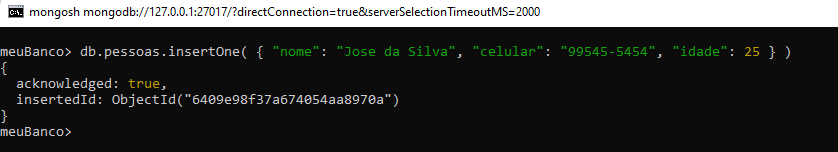 mongosh mongodb://127.0.0.1:27017/?directConnection=true&serverSelectionTimeoutMS=2000
meuBanco> db.pessoas.insertOne( { "nome": "Jose da Silva", "celular": "99545-5454", "idade": 25 } )
{
  acknowledged: true,
  insertedId: ObjectId("6409e98f37a674054aa8970a")
}
meuBanco>